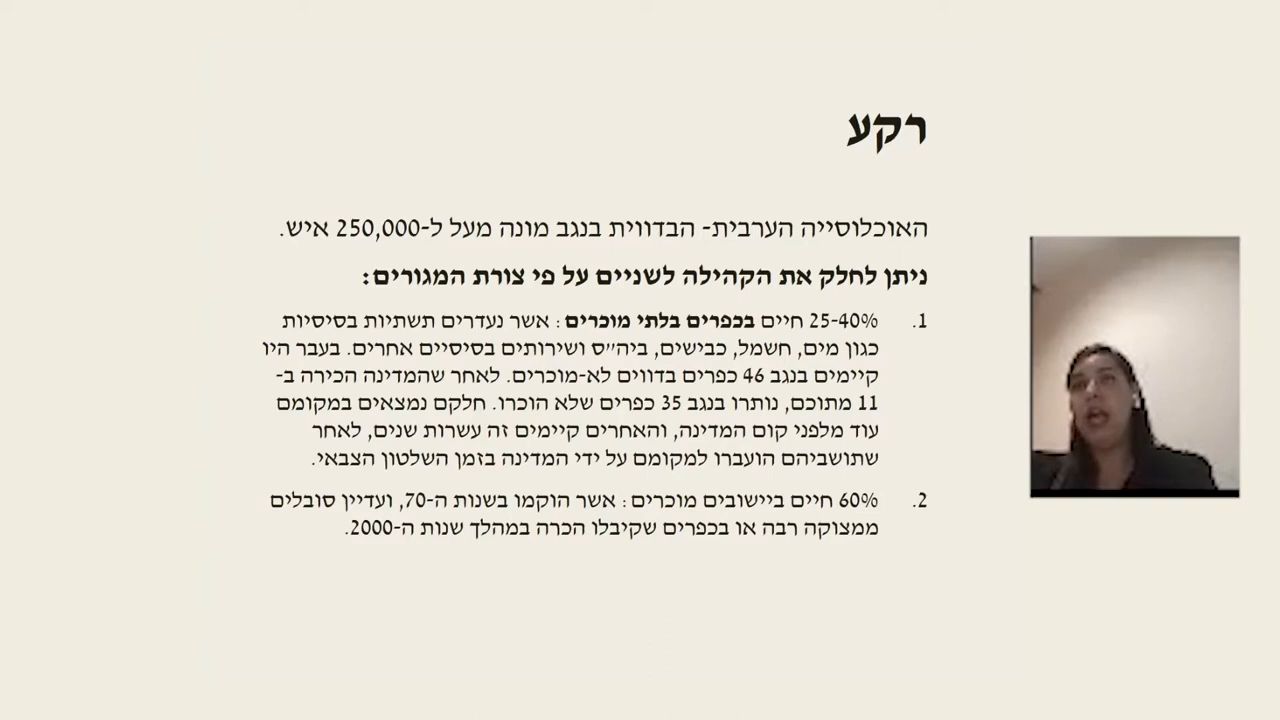 רקע
האוכלוסייה הערבית- הבדווית בנגב מונה מעל ל-250,000 איש.
ניתן לחלק את הקהילה לשניים על פי צורת המגורים:
1. 25-40% חיים בכפרים בלתי מוכרים: אשר נעדרים תשתיות בסיסיות
כגון מים, חשמל, כבישים, ביה״ס ושירותים בסיסיים אחרים. בעבר היו
קיימים בנגב 46 כפרים בדווים לא-מוכרים. לאחר שהמדינה הכירה ב-
11 מתוכם, נותרו בנגב 35 כפרים שלא הוכרו. חלקם נמצאים במקומם
עוד מלפני קום המדינה, והאחרים קיימים זה עשרות שנים, לאחר
שתושביהם הועברו למקומם על ידי המדינה בזמן השלטון הצבאי.
2. 60% חיים ביישובים מוכרים: אשר הוקמו בשנות ה-70, ועדיין סובלים
ממצוקה רבה או בכפרים שקיבלו הכרה במהלך שנות ה-2000.